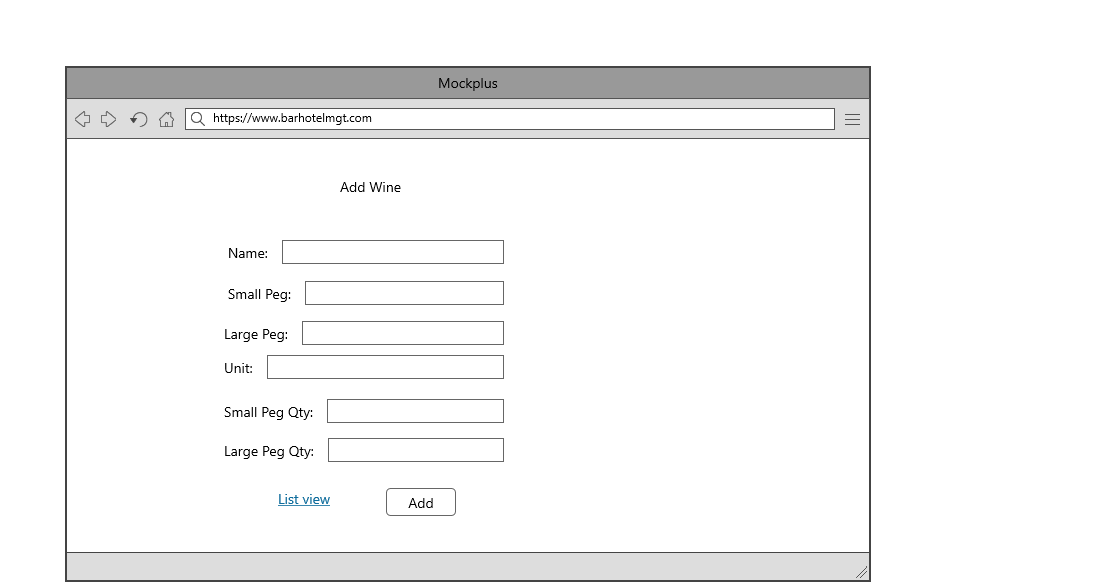 Mockplus
https://www.barhotelmgt.com
Add Wine
Name:
Small Peg:
Large Peg:
Unit:
Small Peg Qty:
Large Peg Qty:
List view Add